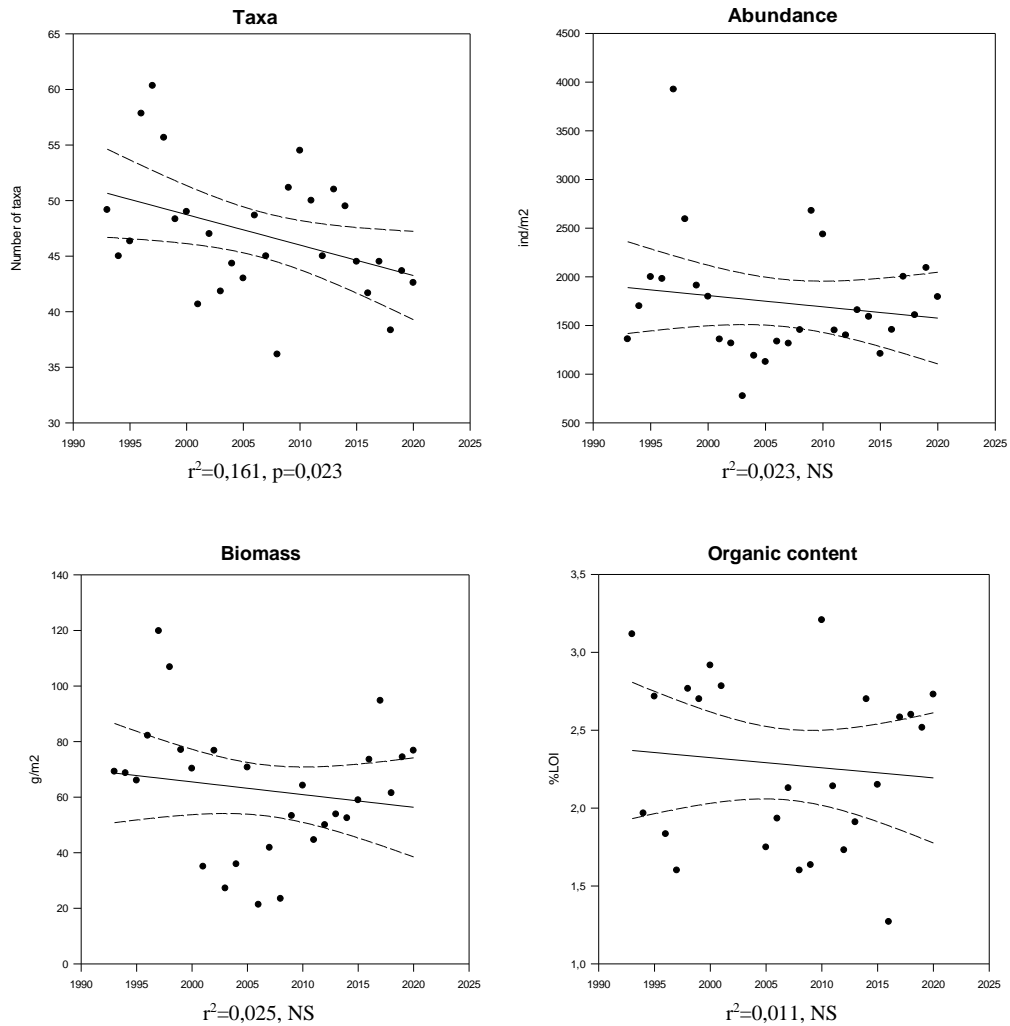 Taxa
65
60
55
50
45
40
35
30
Number of taxa
1990 1995 2000 2005 2010 2015 2020 2025
r²=0,161, p=0,023
Abundance
4500
4000
3500
3000
2500
2000
1500
1000
500
ind/m2
1990 1995 2000 2005 2010 2015 2020 2025
r²=0,023, NS
Biomass
140
120
100
80
60
40
20
0
g/m2
1990 1995 2000 2005 2010 2015 2020 2025
r²=0,025, NS
Organic content
3,5
3,0
2,5
2,0
1,5
1,0
%LOI
1990 1995 2000 2005 2010 2015 2020 2025
r²=0,011, NS